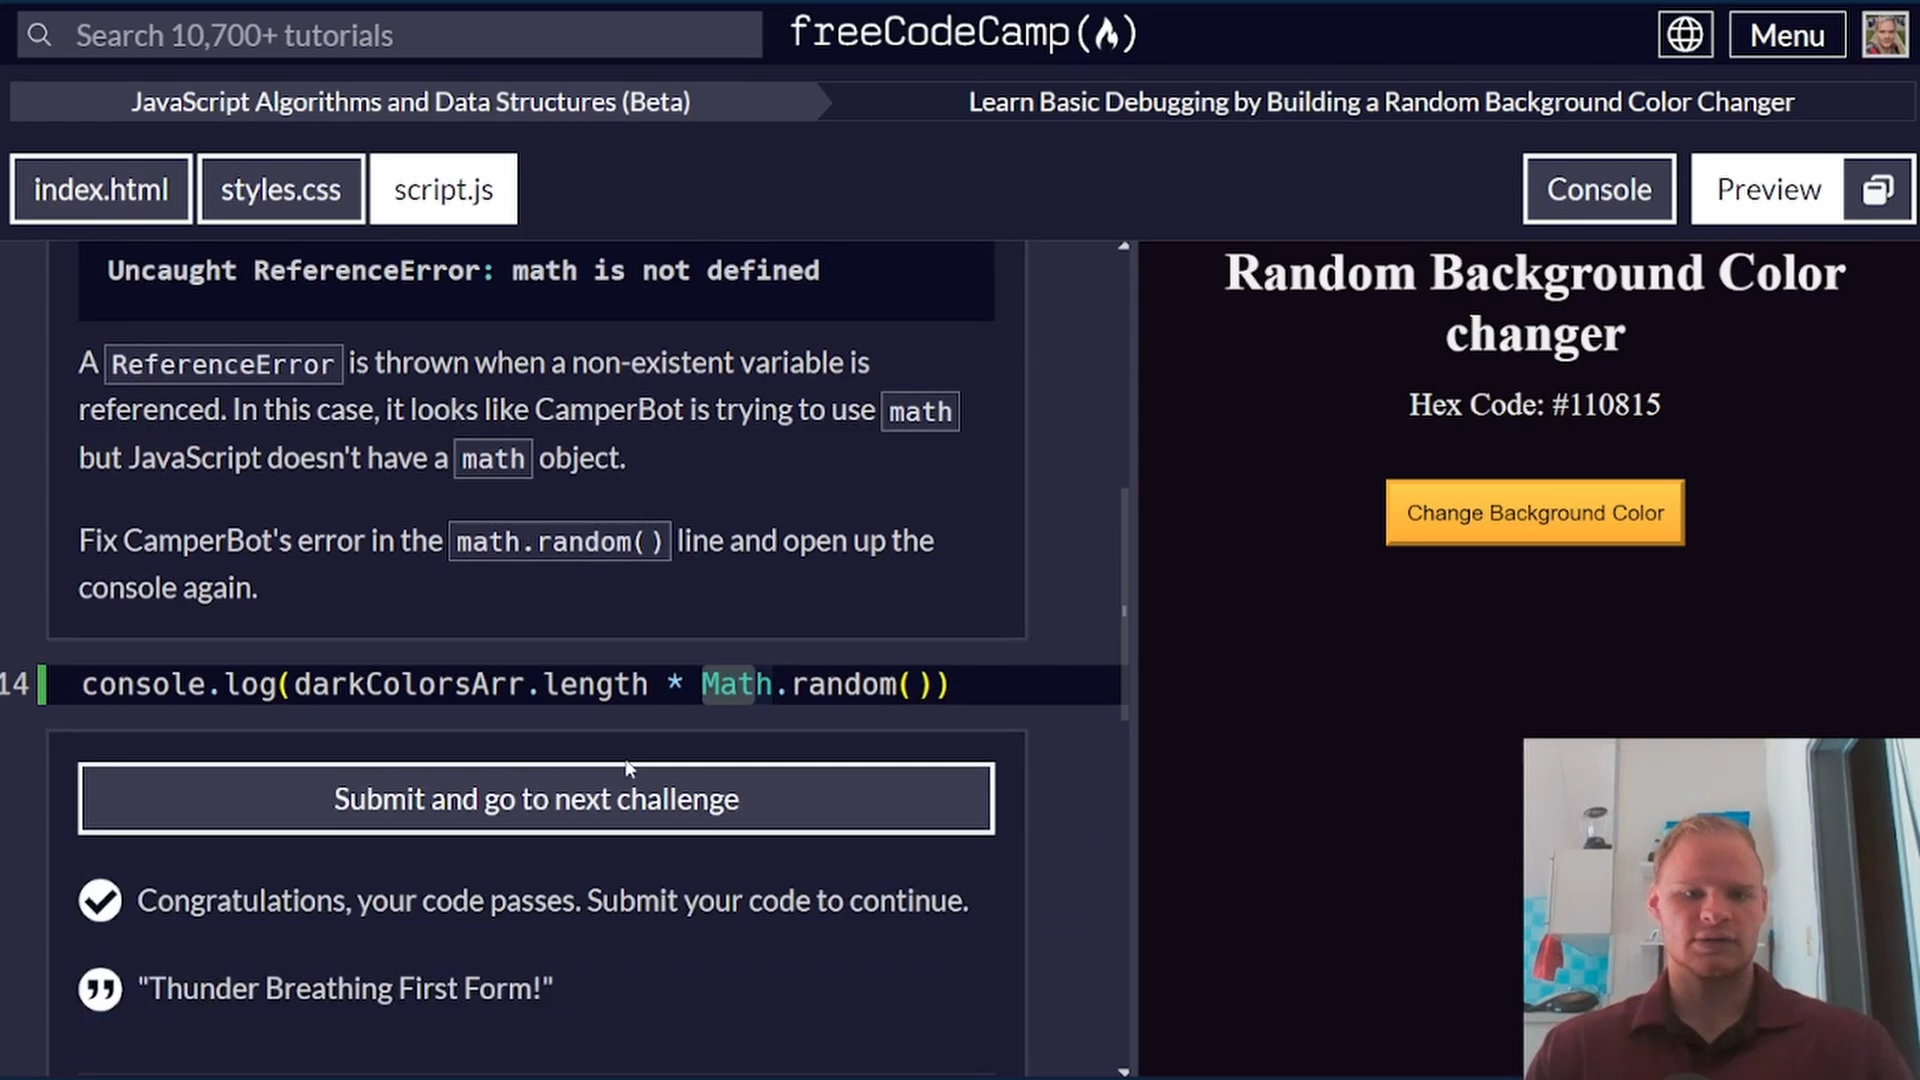 Search 10,700+ tutorials
freeCodeCamp
Menu
JavaScript Algorithms and Data Structures (Beta)
Learn Basic Debugging by Building a Random Background Color Changer
index.html
styles.css
script.js
Console
Preview
Uncaught ReferenceError: math is not defined
A ReferenceError is thrown when a non-existent variable is
referenced. In this case, it looks like CamperBot is trying to use math
but JavaScript doesn't have a math object.
Fix CamperBot's error in the math.random() line and open up the
console again.
14 console.log(darkColorsArr.length * Math.random())
Submit and go to next challenge
Congratulations, your code passes. Submit your code to continue.
"Thunder Breathing First Form!"
Random Background Color
changer
Hex Code: #110815
Change Background Color